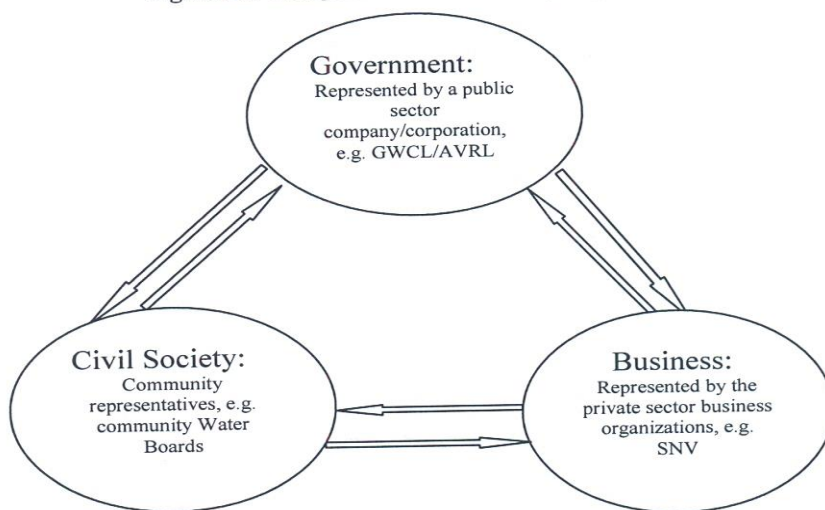 Government:
Represented by a public
sector
company/corporation,
e.g. GWCL/AVRL
Civil Society:
Community
representatives, e.g.
community Water
Boards
Business:
Represented by the
private sector business
organizations, e.g.
SNV